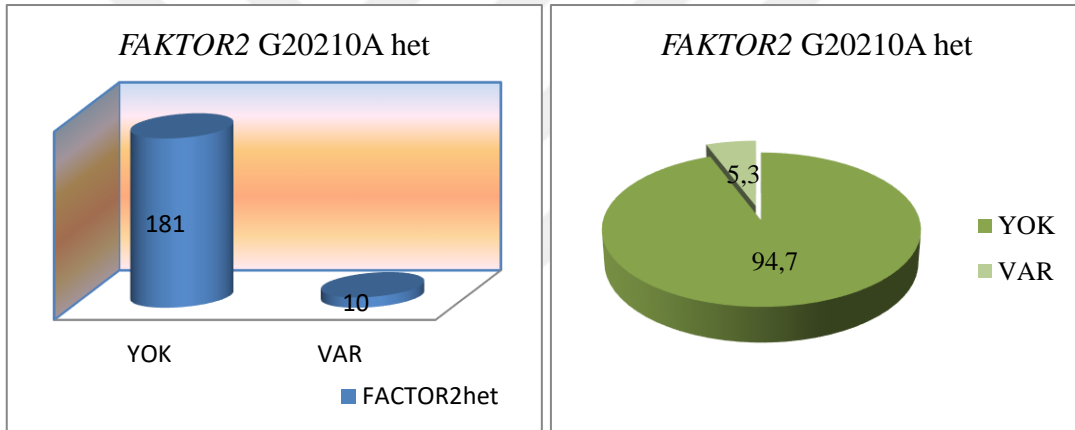 FAKTOR2 G20210A het
181
10
YOK VAR
FACTOR2het
FAKTOR2 G20210A het
5,3
94,7
YOK
VAR